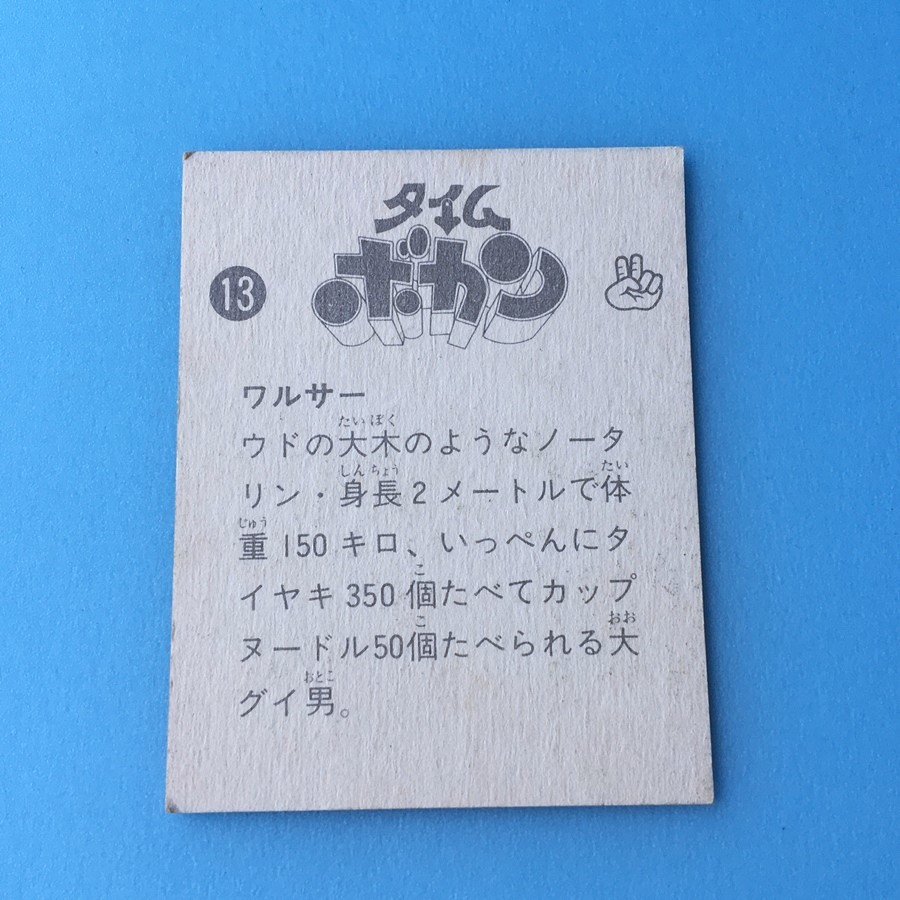 タイム
ボカン
13
ワルサー
ウドの大木のようなノータ
リン・身長2メートルで体
重150キロ、いっぺんにタ
イヤキ350個たべてカップ
ヌードル50個たべられる大
グイ男。